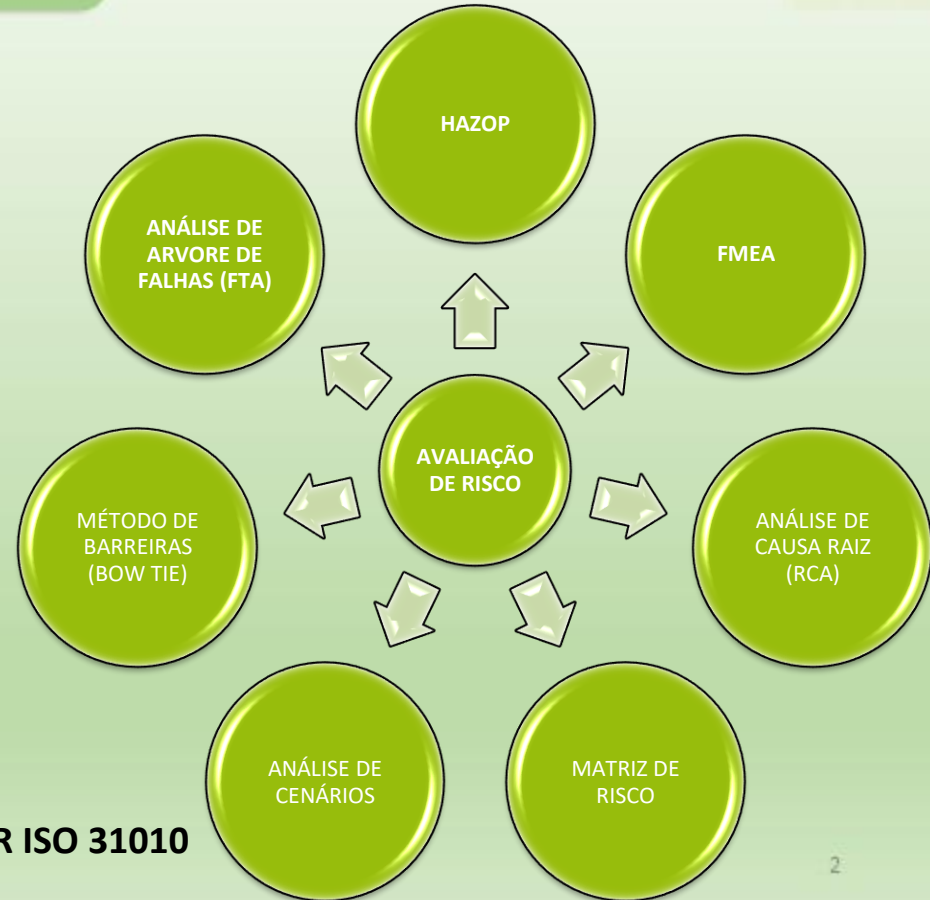 HAZOP
ANÁLISE DE
ARVORE DE
FALHAS (FTA)
FMEA
AVALIAÇÃO
DE RISCO
MÉTODO DE
BARREIRAS
(BOW TIE)
ANÁLISE DE
CAUSA RAIZ
(RCA)
ANÁLISE DE
CENÁRIOS
MATRIZ DE
RISCO
R ISO 31010
2